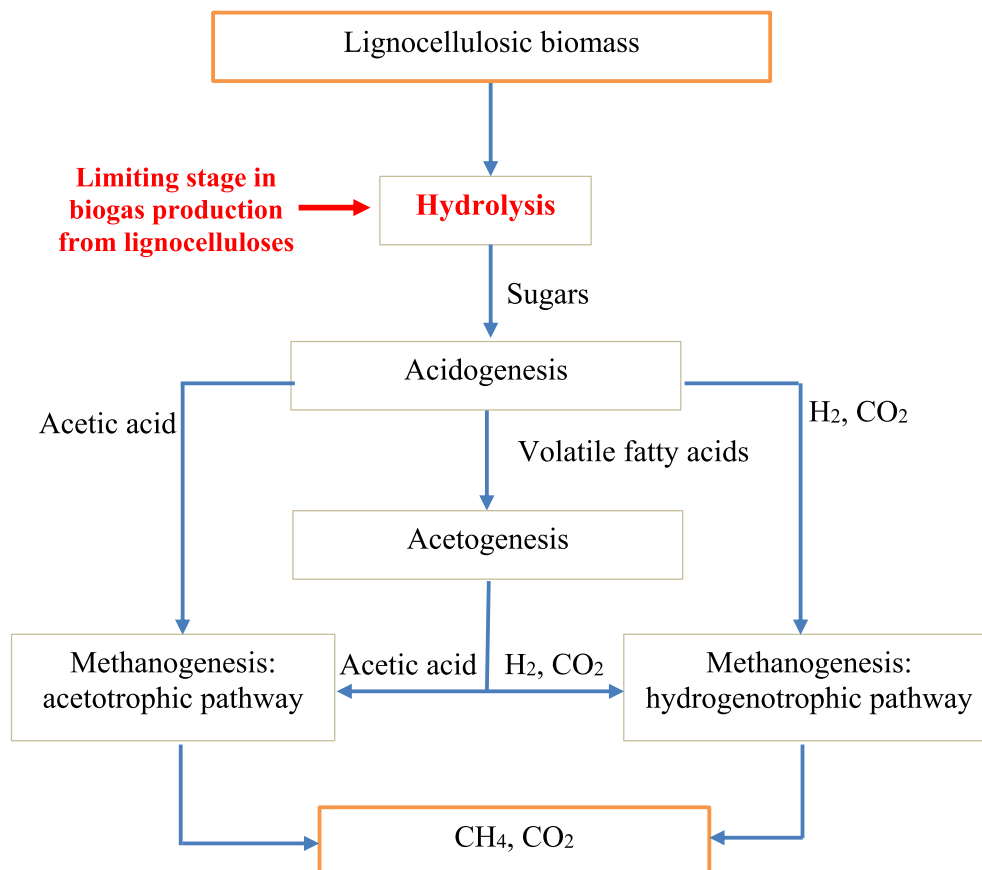 Lignocellulosic biomass
Limiting stage in
biogas production
from lignocelluloses
Hydrolysis
Sugars
Acidogenesis
Acetic acid
H₂, CO₂
Volatile fatty acids
Acetogenesis
Methanogenesis:
acetotrophic pathway
Acetic acid
H₂, CO₂
Methanogenesis:
hydrogenotrophic pathway
CH₄, CO₂